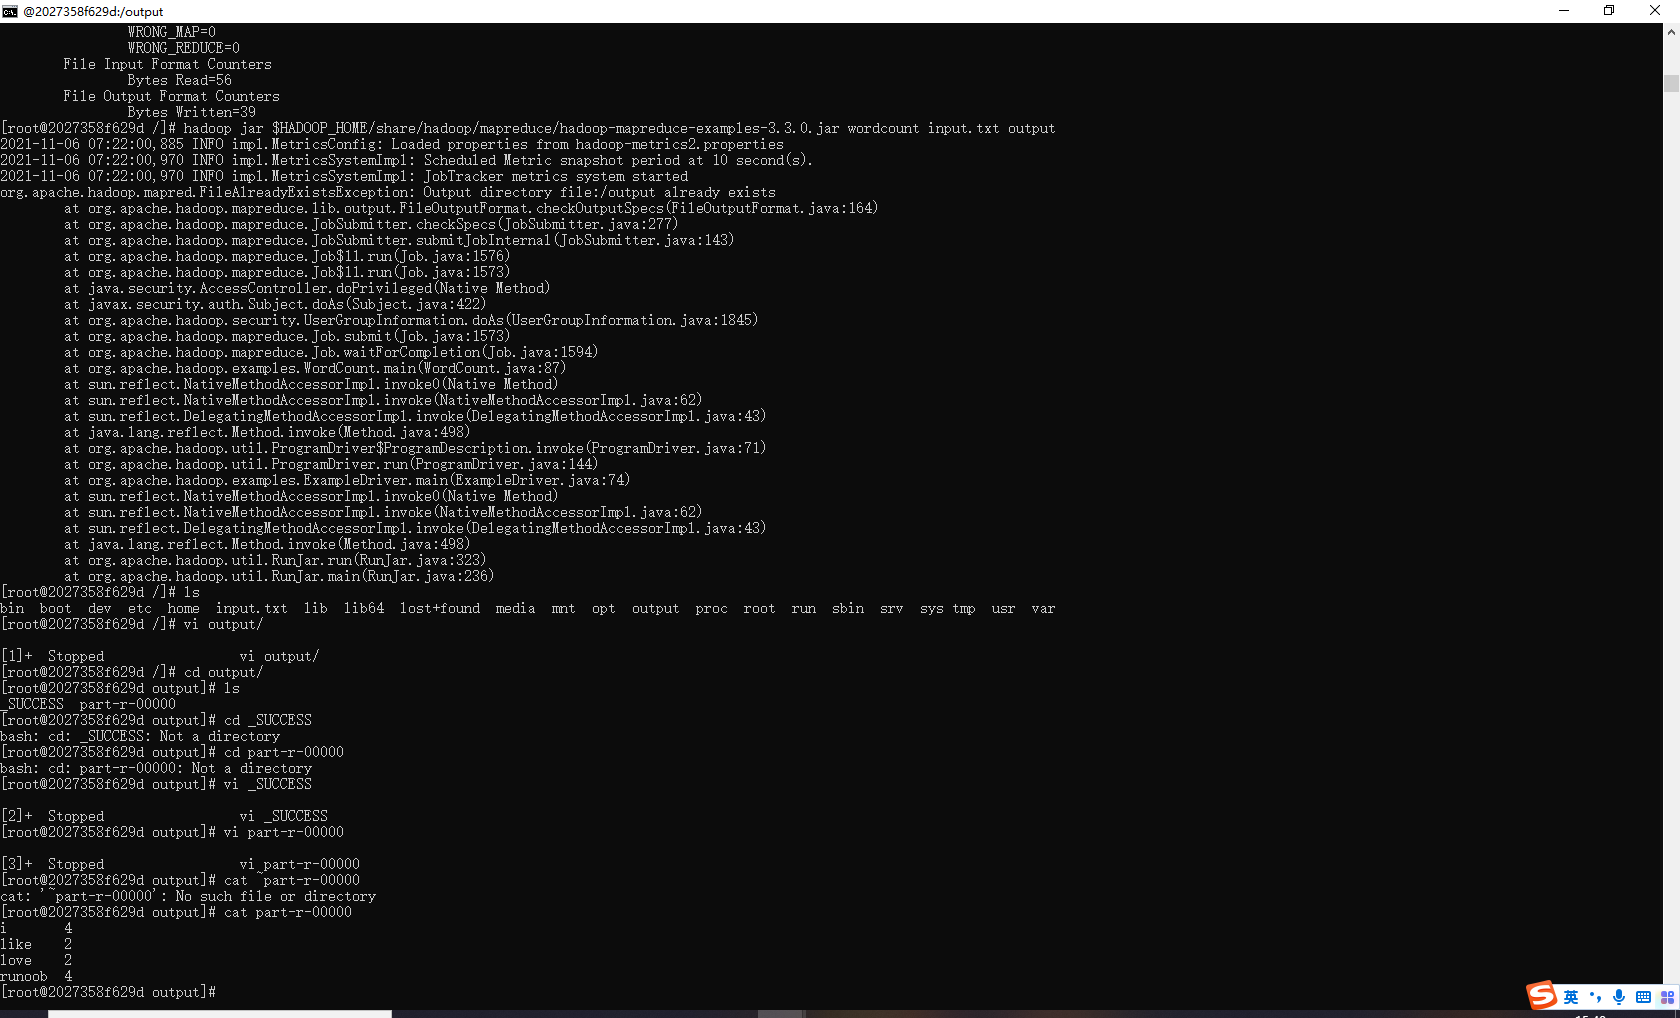 @2027358f629d:/output
WRONG_MAP=0
WRONG_REDUCE=0
File Input Format Counters
Bytes Read=56
File Output Format Counters
Bytes Written=39
[root@2027358f629d /]# hadoop jar $HADOOP_HOME/share/hadoop/mapreduce/hadoop-mapreduce-examples-3.3.0.jar wordcount input.txt output
2021-11-06 07:22:00,885 INFO impl.MetricsConfig: Loaded properties from hadoop-metrics2.properties
2021-11-06 07:22:00,970 INFO impl.MetricsSystemImpl: Scheduled Metric snapshot period at 10 second(s).
2021-11-06 07:22:00,970 INFO impl.MetricsSystemImpl: JobTracker metrics system started
org.apache.hadoop.mapred.FileAlreadyExistsException: Output directory file:/output already exists
at org.apache.hadoop.mapreduce.lib.output.FileOutputFormat.checkOutputSpecs(FileOutputFormat.java:164)
at org.apache.hadoop.mapreduce.JobSubmitter.checkSpecs(JobSubmitter.java:277)
at org.apache.hadoop.mapreduce.JobSubmitter.submitJobInternal(JobSubmitter.java:143)
at org.apache.hadoop.mapreduce.Job$11.run(Job.java:1576)
at org.apache.hadoop.mapreduce.Job$11.run(Job.java:1573)
at java.security.AccessController.doPrivileged(Native Method)
at javax.security.auth.Subject.doAs(Subject.java:422)
at org.apache.hadoop.security.UserGroupInformation.doAs(UserGroupInformation.java:1845)
at org.apache.hadoop.mapreduce.Job.submit(Job.java:1573)
at org.apache.hadoop.mapreduce.Job.waitForCompletion(Job.java:1594)
at org.apache.hadoop.examples.WordCount.main(WordCount.java:87)
at sun.reflect.NativeMethodAccessorImpl.invoke0(Native Method)
at sun.reflect.NativeMethodAccessorImpl.invoke(NativeMethodAccessorImpl.java:62)
at sun.reflect.DelegatingMethodAccessorImpl.invoke(DelegatingMethodAccessorImpl.java:43)
at java.lang.reflect.Method.invoke(Method.java:498)
at org.apache.hadoop.util.ProgramDriver$ProgramDescription.invoke(ProgramDriver.java:71)
at org.apache.hadoop.util.ProgramDriver.run(ProgramDriver.java:144)
at org.apache.hadoop.examples.ExampleDriver.main(ExampleDriver.java:74)
at sun.reflect.NativeMethodAccessorImpl.invoke0(Native Method)
at sun.reflect.NativeMethodAccessorImpl.invoke(NativeMethodAccessorImpl.java:62)
at sun.reflect.DelegatingMethodAccessorImpl.invoke(DelegatingMethodAccessorImpl.java:43)
at java.lang.reflect.Method.invoke(Method.java:498)
at org.apache.hadoop.util.RunJar.run(RunJar.java:323)
at org.apache.hadoop.util.RunJar.main(RunJar.java:236)
[root@2027358f629d /]# ls
bin boot dev etc home input.txt lib lib64 lost+found media mnt opt output proc root run sbin srv sys tmp usr var
[root@2027358f629d /]# vi output/
[1]+ Stopped vi output/
[root@2027358f629d /]# cd output/
[root@2027358f629d output]# ls
_SUCCESS part-r-00000
[root@2027358f629d output]# cd _SUCCESS
bash: cd: _SUCCESS: Not a directory
[root@2027358f629d output]# cd part-r-00000
bash: cd: part-r-00000: Not a directory
[root@2027358f629d output]# vi _SUCCESS
[2]+ Stopped vi _SUCCESS
[root@2027358f629d output]# vi part-r-00000
[3]+ Stopped vi part-r-00000
[root@2027358f629d output]# cat ~part-r-00000
cat: '~part-r-00000': No such file or directory
[root@2027358f629d output]# cat part-r-00000
i 4
like 2
love 2
runoob 4
[root@2027358f629d output]#
英